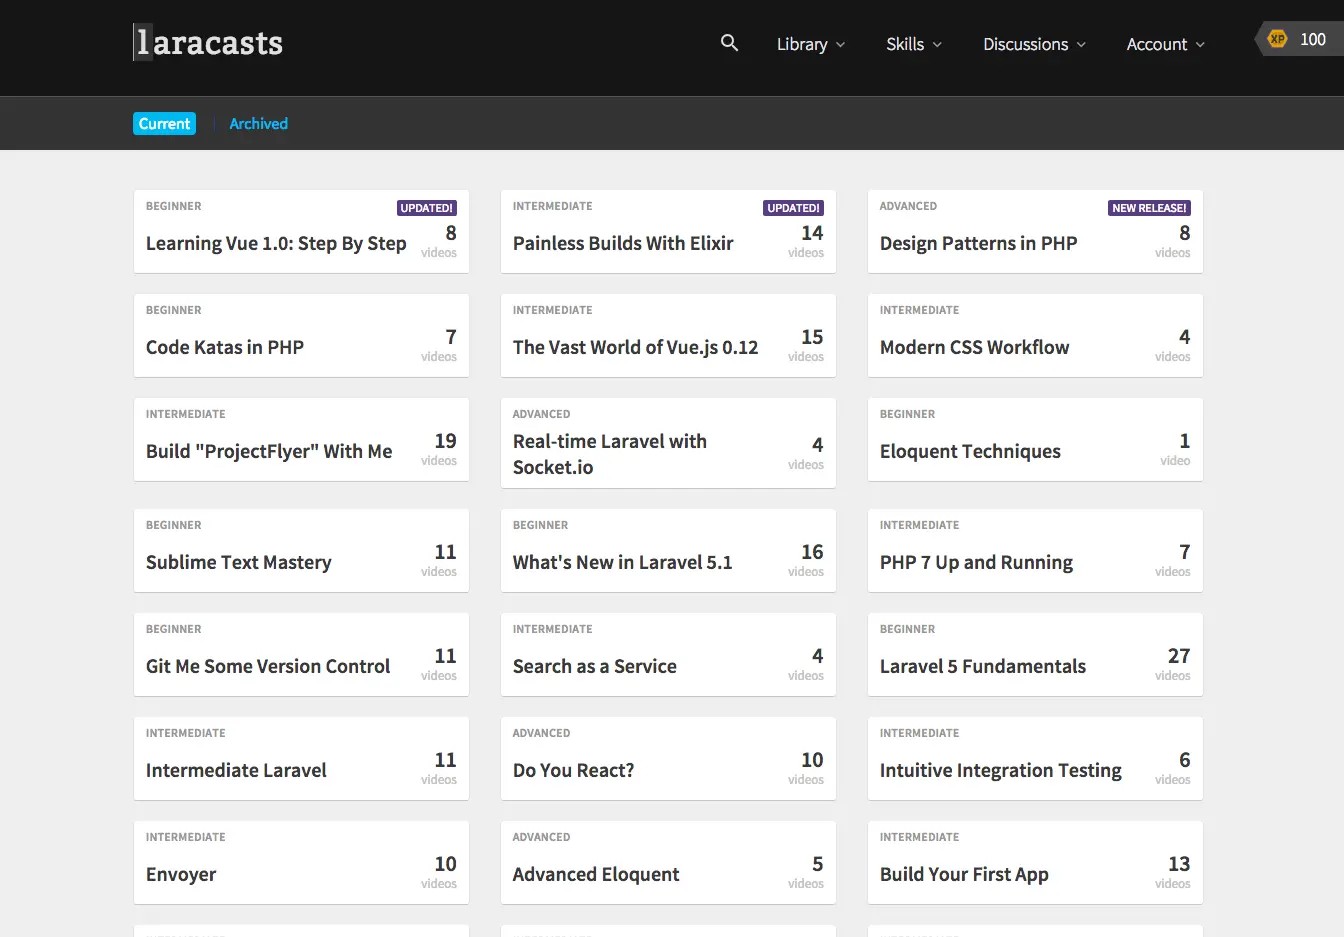 laracasts
Library
Skills
Discussions
Account
XP
100
Current
Archived
BEGINNER
UPDATED!
Learning Vue 1.0: Step By Step
8
videos
INTERMEDIATE
UPDATED!
Painless Builds With Elixir
14
videos
ADVANCED
NEW RELEASE!
Design Patterns in PHP
8
videos
BEGINNER
Code Katas in PHP
7
videos
INTERMEDIATE
The Vast World of Vue.js 0.12
15
videos
INTERMEDIATE
Modern CSS Workflow
4
videos
INTERMEDIATE
Build "ProjectFlyer" With Me
19
videos
ADVANCED
Real-time Laravel with
Socket.io
4
videos
BEGINNER
Eloquent Techniques
1
video
BEGINNER
Sublime Text Mastery
11
videos
BEGINNER
What's New in Laravel 5.1
16
videos
INTERMEDIATE
PHP 7 Up and Running
7
videos
BEGINNER
Git Me Some Version Control
11
videos
INTERMEDIATE
Search as a Service
4
videos
BEGINNER
Laravel 5 Fundamentals
27
videos
INTERMEDIATE
Intermediate Laravel
11
videos
ADVANCED
Do You React?
10
videos
INTERMEDIATE
Intuitive Integration Testing
6
videos
INTERMEDIATE
Envoyer
10
videos
ADVANCED
Advanced Eloquent
5
videos
INTERMEDIATE
Build Your First App
13
videos